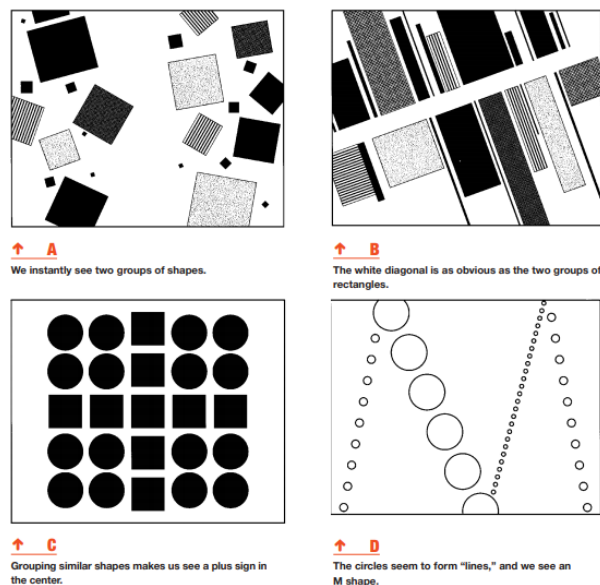 ↑ A
We instantly see two groups of shapes.
↑ B
The white diagonal is as obvious as the two groups of
rectangles.
↑ C
Grouping similar shapes makes us see a plus sign in
the center.
↑ D
The circles seem to form “lines,” and we see an
M shape.